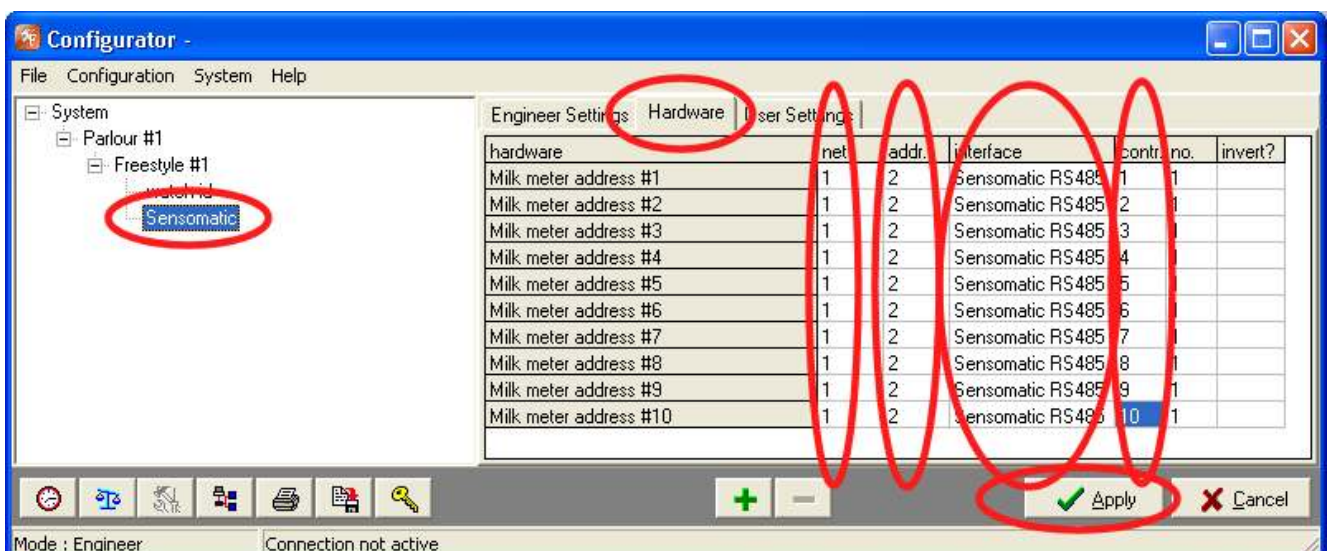 Configurator -
File Configuration System Help
System
Parlour #1
Freestyle #1
Sensomatic
Engineer Settings Hardware User Settings
hardware net addr. interface contr. no. invert?
Milk meter address #1 1 2 Sensomatic RS485 1 1
Milk meter address #2 1 2 Sensomatic RS485 2 1
Milk meter address #3 1 2 Sensomatic RS485 3 1
Milk meter address #4 1 2 Sensomatic RS485 4 1
Milk meter address #5 1 2 Sensomatic RS485 5 1
Milk meter address #6 1 2 Sensomatic RS485 6 1
Milk meter address #7 1 2 Sensomatic RS485 7 1
Milk meter address #8 1 2 Sensomatic RS485 8 1
Milk meter address #9 1 2 Sensomatic RS485 9 1
Milk meter address #10 1 2 Sensomatic RS485 10 1
Apply Cancel
Mode : Engineer Connection not active